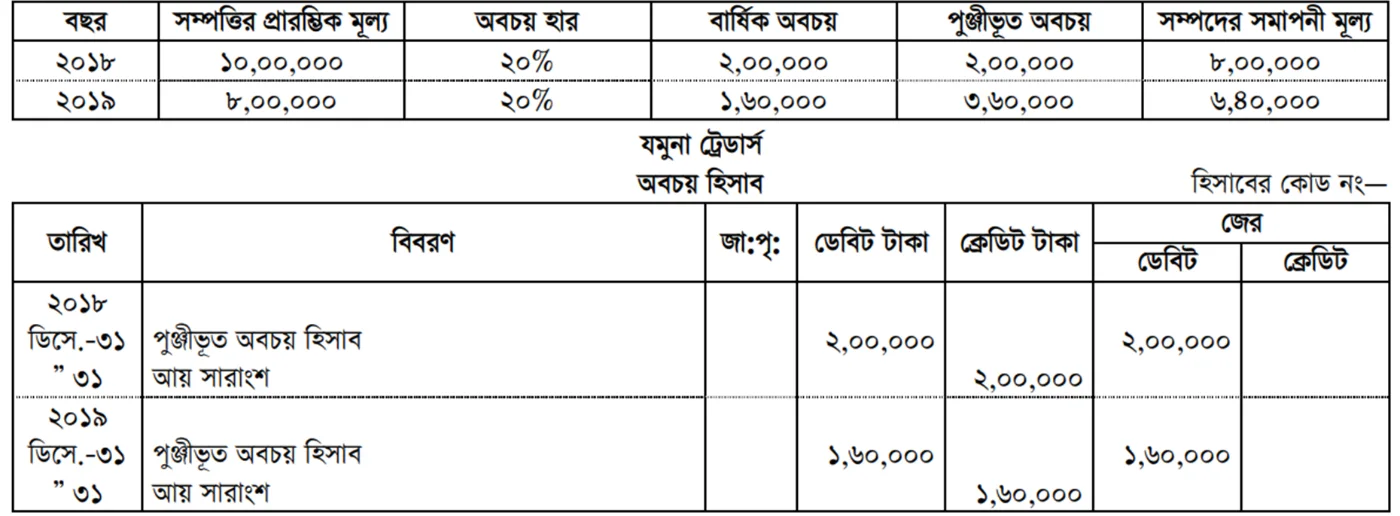 বছর সম্পত্তির প্রারম্ভিক মূল্য অবচয় হার বার্ষিক অবচয় পুঞ্জীভূত অবচয় সম্পদের সমাপনী মূল্য
২০১৮ ১০,০০,০০০ ২০% ২,০০,০০০ ২,০০,০০০ ৮,০০,০০০
২০১৯ ৮,০০,০০০ ২০% ১,৬০,০০০ ৩,৬০,০০০ ৬,৪০,০০০
যমুনা ট্রেডার্স
অবচয় হিসাব হিসাবের কোড নং—
তারিখ বিবরণ জা:পৃ: ডেবিট টাকা ক্রেডিট টাকা জের
ডেবিট ক্রেডিট
২০১৮
ডিসে.-৩১ পুঞ্জীভূত অবচয় হিসাব ২,০০,০০০ ২,০০,০০০
” ৩১ আয় সারাংশ ২,০০,০০০
২০১৯
ডিসে.-৩১ পুঞ্জীভূত অবচয় হিসাব ১,৬০,০০০ ১,৬০,০০০
” ৩১ আয় সারাংশ ১,৬০,০০০